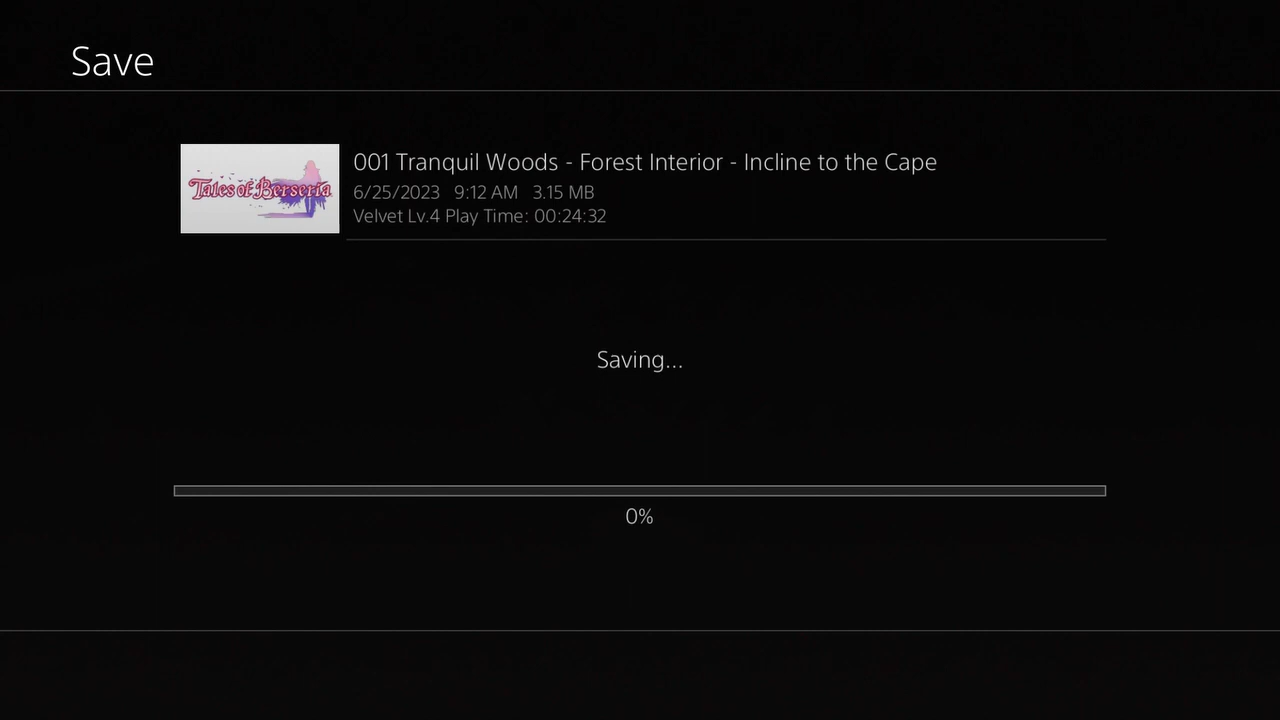 Save
Tales of Berseria
001 Tranquil Woods - Forest Interior - Incline to the Cape
6/25/2023 9:12 AM 3.15 MB
Velvet Lv.4 Play Time: 00:24:32
Saving...
0%